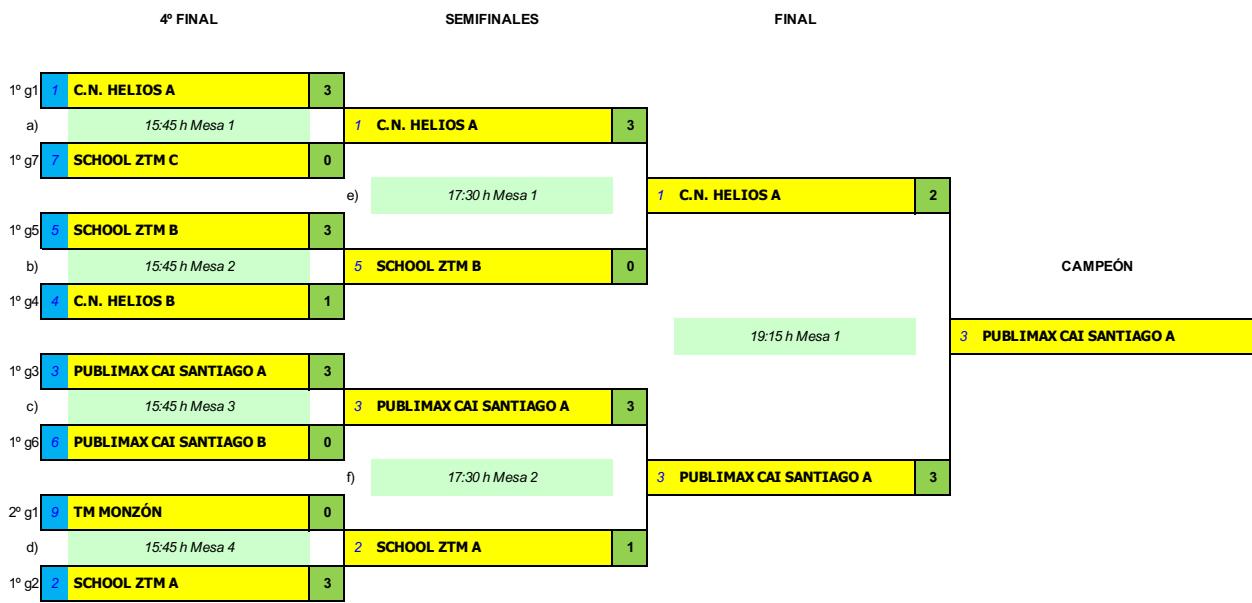 4º FINAL SEMIFINALES FINAL
1º g1 1 C.N. HELIOS A 3
a) 15:45 h Mesa 1 1 C.N. HELIOS A 3
1º g7 7 SCHOOL ZTM C 0
e) 17:30 h Mesa 1 1 C.N. HELIOS A 2
1º g5 5 SCHOOL ZTM B 3
b) 15:45 h Mesa 2 5 SCHOOL ZTM B 0 CAMPEÓN
1º g4 4 C.N. HELIOS B 1
19:15 h Mesa 1 3 PUBLIMAX CAI SANTIAGO A
1º g3 3 PUBLIMAX CAI SANTIAGO A 3
c) 15:45 h Mesa 3 3 PUBLIMAX CAI SANTIAGO A 3
1º g6 6 PUBLIMAX CAI SANTIAGO B 0
f) 17:30 h Mesa 2 3 PUBLIMAX CAI SANTIAGO A 3
2º g1 9 TM MONZÓN 0
d) 15:45 h Mesa 4 2 SCHOOL ZTM A 1
1º g2 2 SCHOOL ZTM A 3